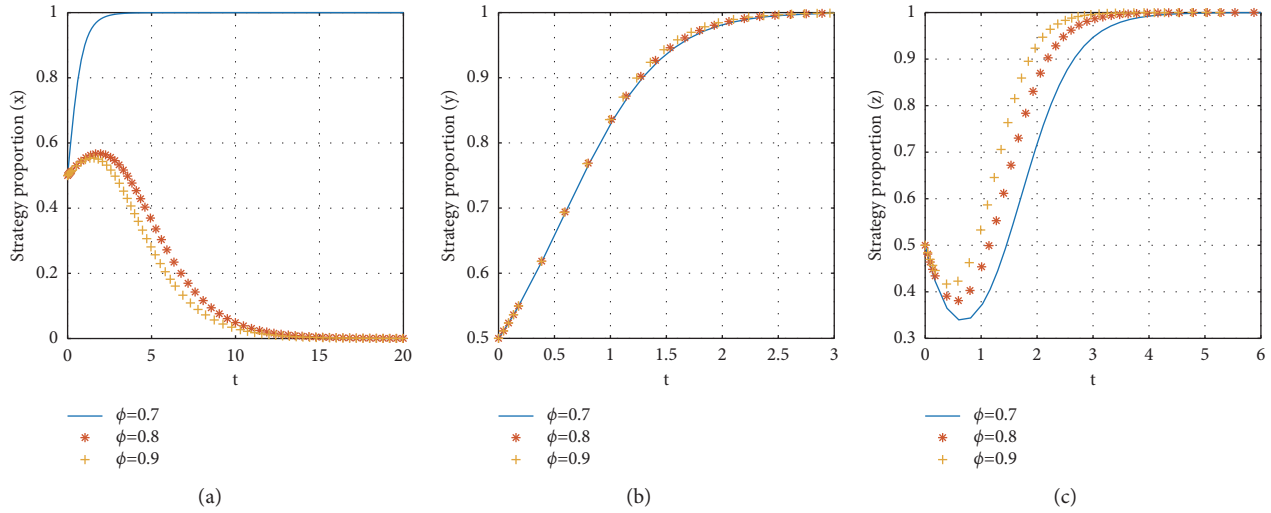 Strategy proportion (x)
1
0.8
0.6
0.4
0.2
0
0
5
10
15
20
t
ϕ=0.7
ϕ=0.8
ϕ=0.9
(a)
Strategy proportion (y)
1
0.9
0.8
0.7
0.6
0.5
0
0.5
1
1.5
2
2.5
3
t
ϕ=0.7
ϕ=0.8
ϕ=0.9
(b)
Strategy proportion (z)
1
0.9
0.8
0.7
0.6
0.5
0.4
0.3
0
1
2
3
4
5
6
t
ϕ=0.7
ϕ=0.8
ϕ=0.9
(c)